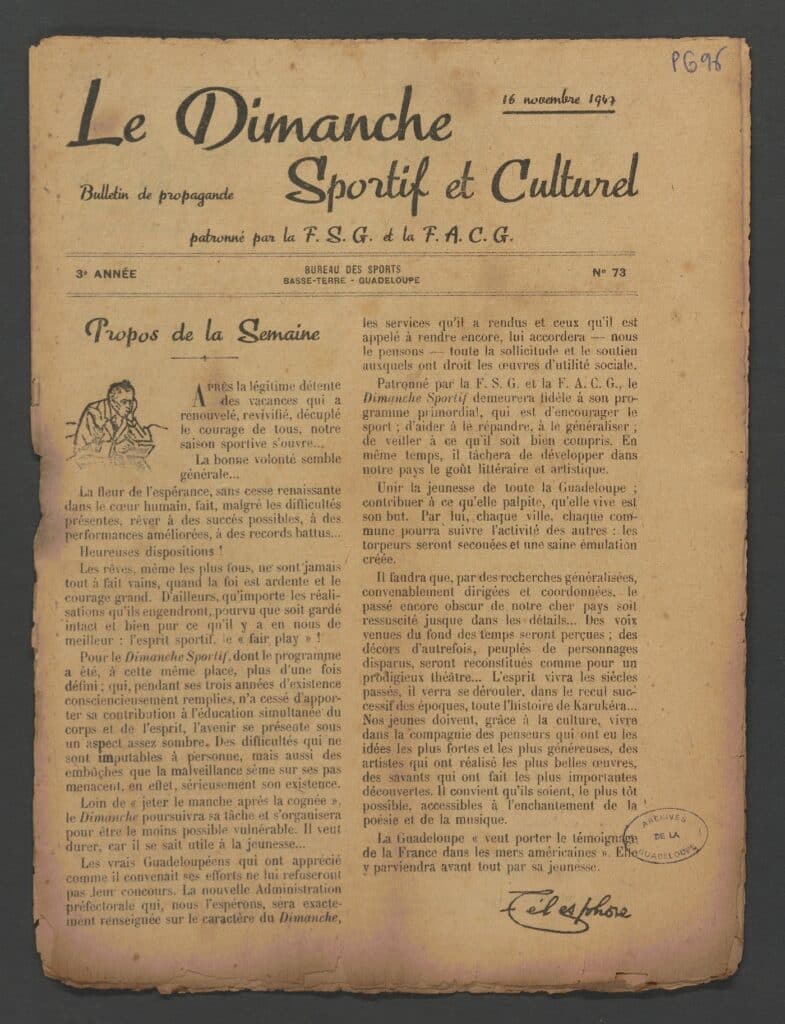 PG96
16 novembre 1947
Le Dimanche
Sportif et Culturel
Bulletin de propagande
patronné par la F. S. G. et la F. A. C. G.
3e ANNÉE
BUREAU DES SPORTS
BASSE-TERRE - GUADELOUPE
No 73
Propos de la Semaine
APRÈS la légitime détente
des vacances qui a
renouvelé, revivifié, décuplé
le courage de tous, notre
saison sportive s'ouvre...
La bonne volonté semble
générale...
La fleur de l'espérance, sans cesse renaissante
dans le cœur humain, fait, malgré les difficultés
présentes, rêver à des succès possibles, à des
performances améliorées, à des records battus...
Heureuses dispositions !
Les rêves, même les plus fous, ne sont jamais
tout à fait vains, quand la foi est ardente et le
courage grand. D'ailleurs, qu'importe les réali-
sations qu'ils engendront, pourvu que soit gardé
intact et bien pur ce qu'il y a en nous de
meilleur : l'esprit sportif, le « fair play » !
Pour le Dimanche Sportif, dont le programme
a été, à cette même place, plus d'une fois
défini ; qui, pendant ses trois années d'existence
consciencieusement remplies, n'a cessé d'appor-
ter sa contribution à l'éducation simultanée du
corps et de l'esprit, l'avenir se présente sous
un aspect assez sombre. Des difficultés qui ne
sont imputables à personne, mais aussi des
embûches que la malveillance sème sur ses pas
menacent, en effet, sérieusement son existence.
Loin de « jeter le manche après la cognée »,
le Dimanche poursuivra sa tâche et s'organisera
pour être le moins possible vulnérable. Il veut
durer, car il se sait utile à la jeunesse...
Les vrais Guadeloupéens qui ont apprécié
comme il convenait ses efforts ne lui refuseront
pas leur concours. La nouvelle Administration
préfectorale qui, nous l'espérons, sera exacte-
ment renseignée sur le caractère du Dimanche,
les services qu'il a rendus et ceux qu'il est
appelé à rendre encore, lui accordera — nous
le pensons — toute la sollicitude et le soutien
auxquels ont droit les œuvres d'utilité sociale.
Patronné par la F. S. G. et la F. A. C. G., le
Dimanche Sportif demeurera fidèle à son pro-
gramme primordial, qui est d'encourager le
sport ; d'aider à le répandre, à le généraliser ;
de veiller à ce qu'il soit bien compris. En
même temps, il tâchera de développer dans
notre pays le goût littéraire et artistique.
Unir la jeunesse de toute la Guadeloupe ;
contribuer à ce qu'elle palpite, qu'elle vive est
son but. Par lui, chaque ville, chaque com-
mune pourra suivre l'activité des autres : les
torpeurs seront secouées et une saine émulation
créée.
Il faudra que, par des recherches généralisées,
convenablement dirigées et coordonnées, le
passé encore obscur de notre cher pays soit
ressuscité jusque dans les détails... Des voix
venues du fond des temps seront perçues ; des
décors d'autrefois, peuplés de personnages
disparus, seront reconstitués comme pour un
prodigieux théâtre... L'esprit vivra les siècles
passés, il verra se dérouler, dans le recul suc-
cessif des époques, toute l'histoire de Karukéra...
Nos jeunes doivent, grâce à la culture, vivre
dans la compagnie des penseurs qui ont eu les
idées les plus fortes et les plus généreuses, des
artistes qui ont réalisé les plus belles œuvres,
des savants qui ont fait les plus importantes
découvertes. Il convient qu'ils soient, le plus tôt
possible, accessibles à l'enchantement de la
poésie et de la musique.
La Guadeloupe « veut porter le témoignage
de la France dans les mers américaines ». Elle
y parviendra avant tout par sa jeunesse.
ARCHIVES
DE LA
GUADELOUPE
Télesphore